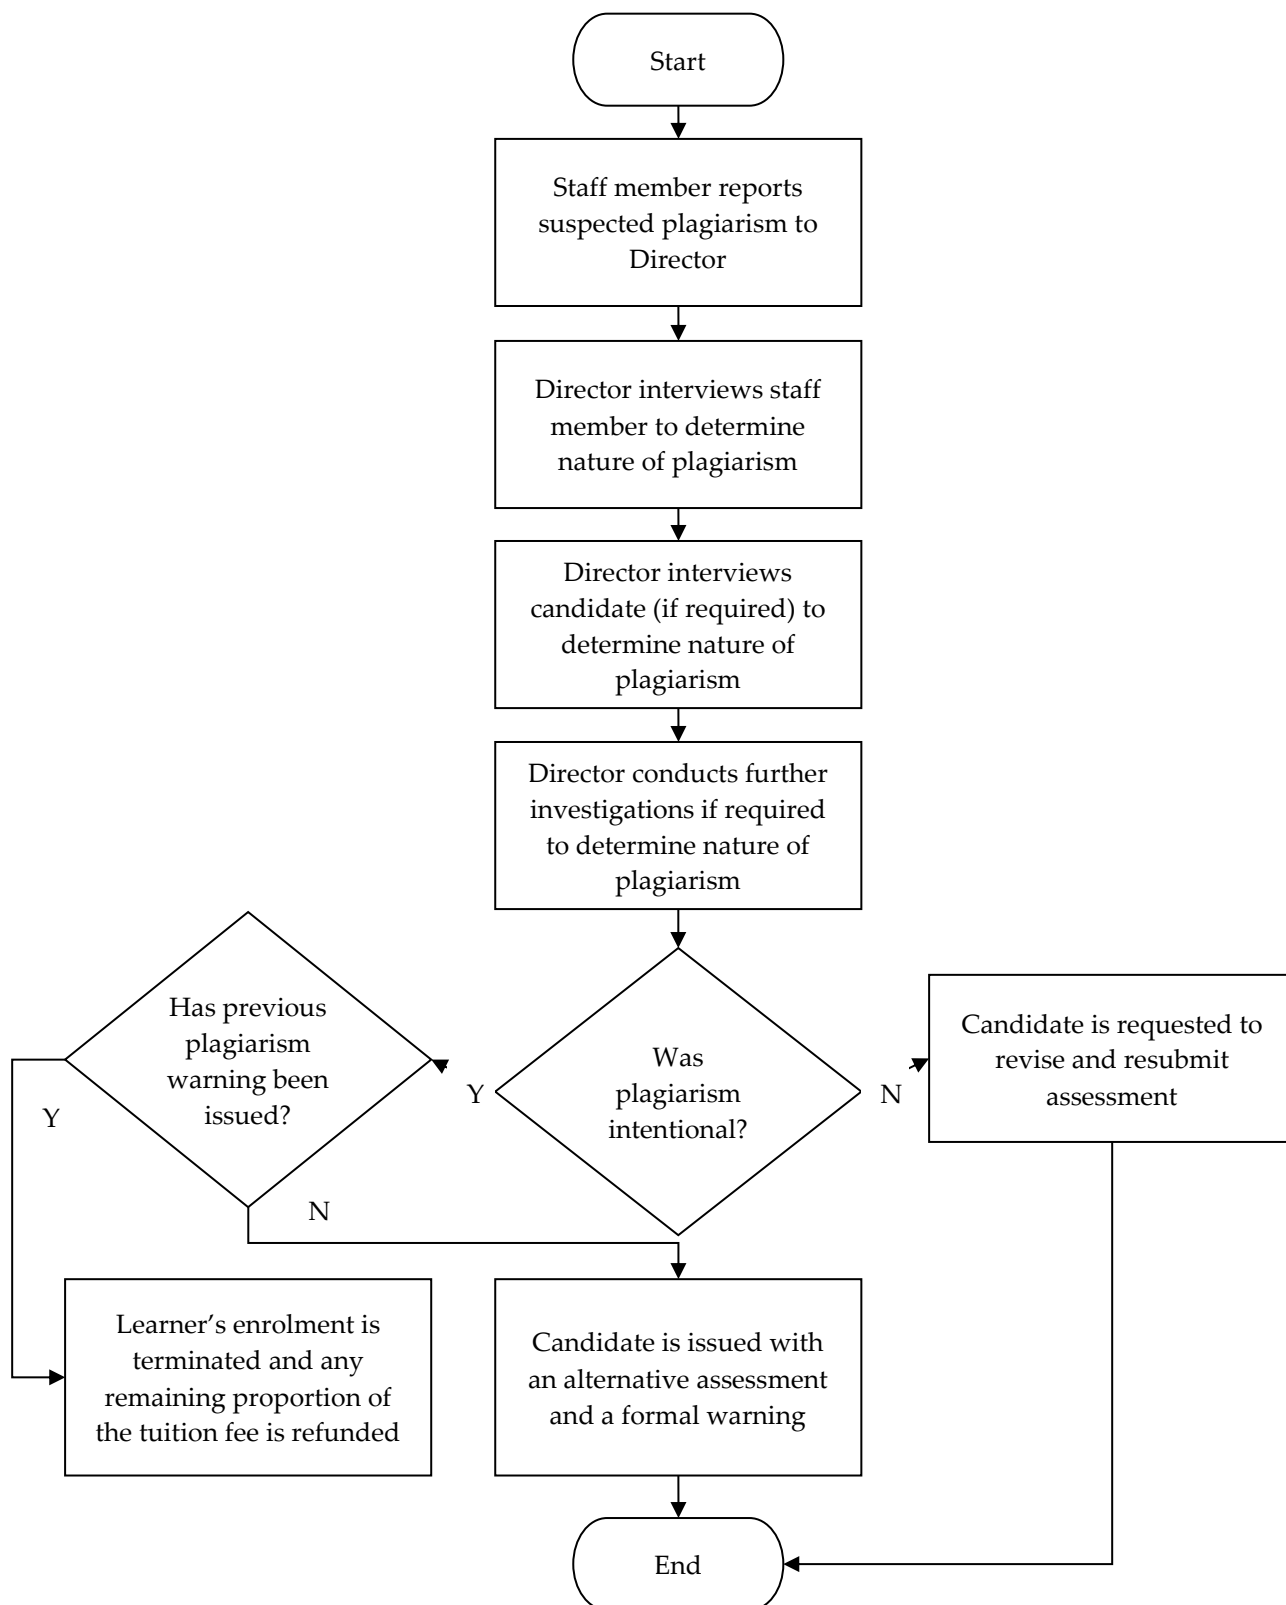 Start
Staff member reports
suspected plagiarism to
Director
Director interviews staff
member to determine
nature of plagiarism
Director interviews
candidate (if required) to
determine nature of
plagiarism
Director conducts further
investigations if required
to determine nature of
plagiarism
Has previous
plagiarism
warning been
issued?
Y
N
Y
Was
plagiarism
intentional?
N
Candidate is requested to
revise and resubmit
assessment
Learner’s enrolment is
terminated and any
remaining proportion of
the tuition fee is refunded
Candidate is issued with
an alternative assessment
and a formal warning
End